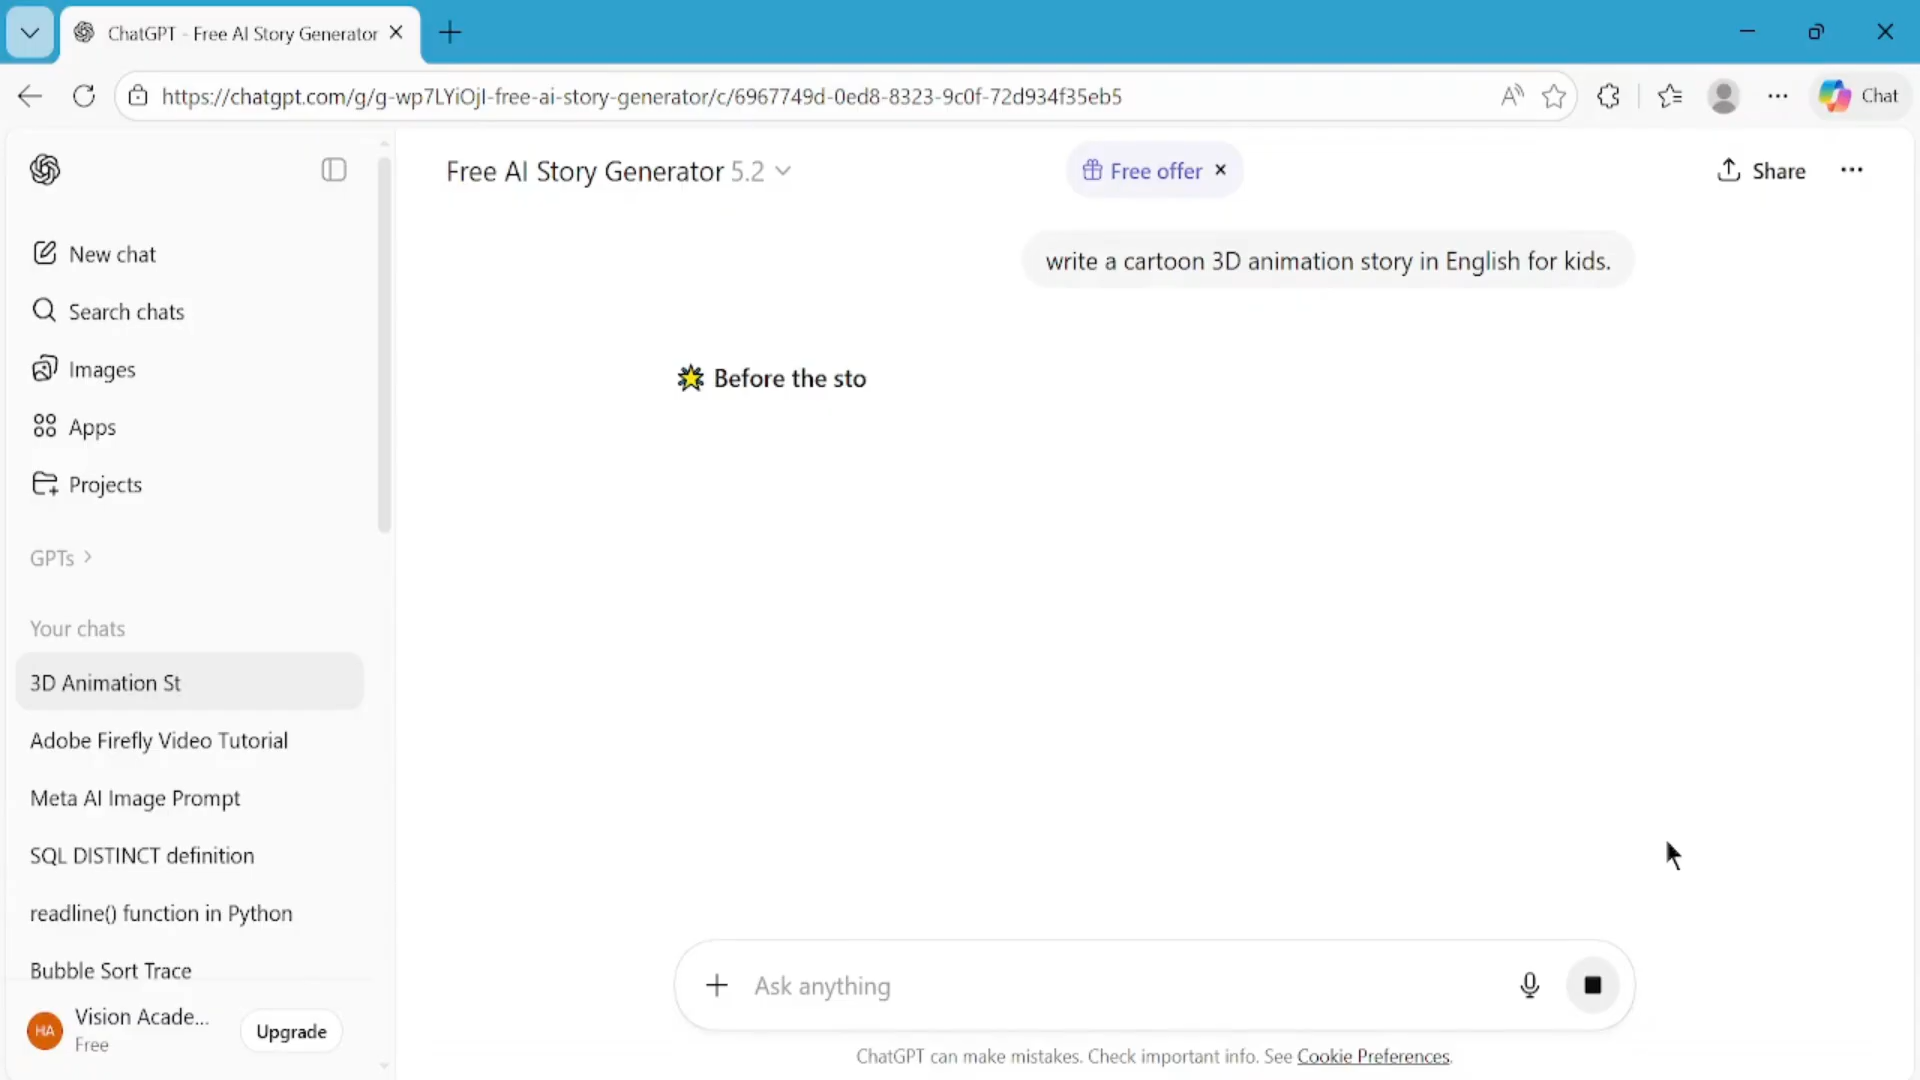 ChatGPT - Free AI Story Generator
https://chatgpt.com/g/g-wp7LYiOjI-free-ai-story-generator/c/6967749d-0ed8-8323-9c0f-72d934f35eb5
Chat
Free AI Story Generator 5.2
Free offer
Share
New chat
Search chats
Images
Apps
Projects
GPTs
Your chats
3D Animation St
Adobe Firefly Video Tutorial
Meta AI Image Prompt
SQL DISTINCT definition
readline() function in Python
Bubble Sort Trace
HA
Vision Acade...
Free
Upgrade
write a cartoon 3D animation story in English for kids.
🌟 Before the sto
Ask anything
ChatGPT can make mistakes. Check important info. See Cookie Preferences.